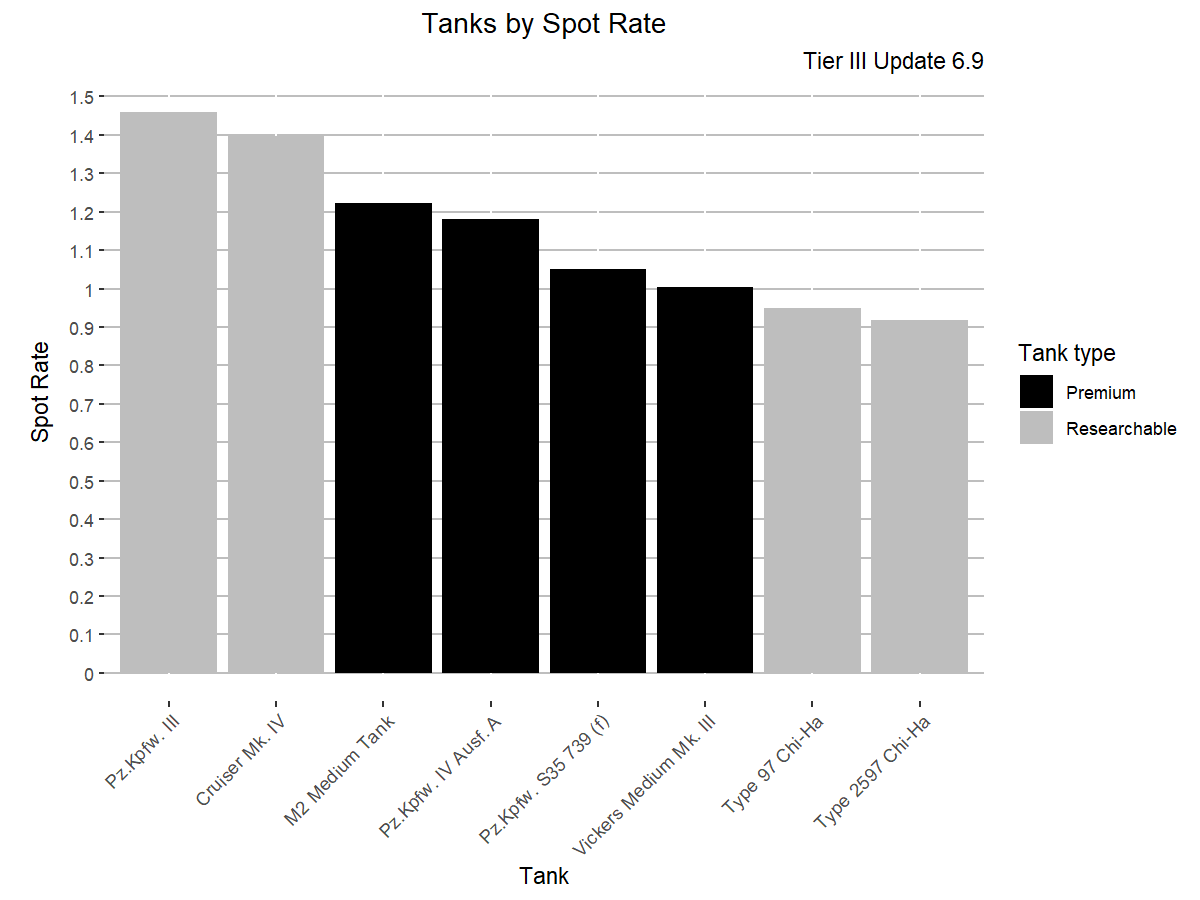 Tanks by Spot Rate
Tier III Update 6.9
Spot Rate
1.5
1.4
1.3
1.2
1.1
1
0.9
0.8
0.7
0.6
0.5
0.4
0.3
0.2
0.1
0
Pz.Kpfw. III
Cruiser Mk. IV
M2 Medium Tank
Pz.Kpfw. IV Ausf. A
Pz.Kpfw. S35 739 (f)
Vickers Medium Mk. III
Type 97 Chi-Ha
Type 2597 Chi-Ha
Tank
Tank type
Premium
Researchable